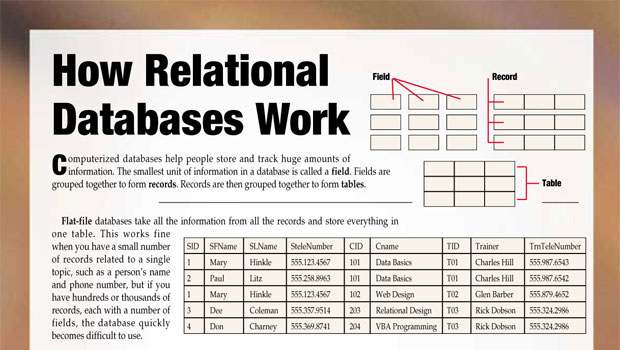 How Relational
Databases Work
Field
Record
Table
Computerized databases help people store and track huge amounts of
information. The smallest unit of information in a database is called a field. Fields are
grouped together to form records. Records are then grouped together to form tables.
Flat-file databases take all the information from all the records and store everything in
one table. This works fine
when you have a small number
of records related to a single
topic, such as a person's name
and phone number, but if you
have hundreds or thousands of
records, each with a number of
fields, the database quickly
becomes difficult to use.
SID SFName SLName SteleNumber CID Cname TID Trainer TrnTeleNumber
1 Mary Hinkle 555.123.4567 101 Data Basics T01 Charles Hill 555.987.6543
2 Paul Litz 555.258.8963 101 Data Basics T01 Charles Hill 555.987.6542
1 Mary Hinkle 555.123.4567 102 Web Design T02 Glen Barber 555.879.4652
3 Dee Coleman 555.357.9514 203 Relational Design T03 Rick Dobson 555.324.2986
4 Don Charney 555.369.8741 204 VBA Programming T03 Rick Dobson 555.324.2986